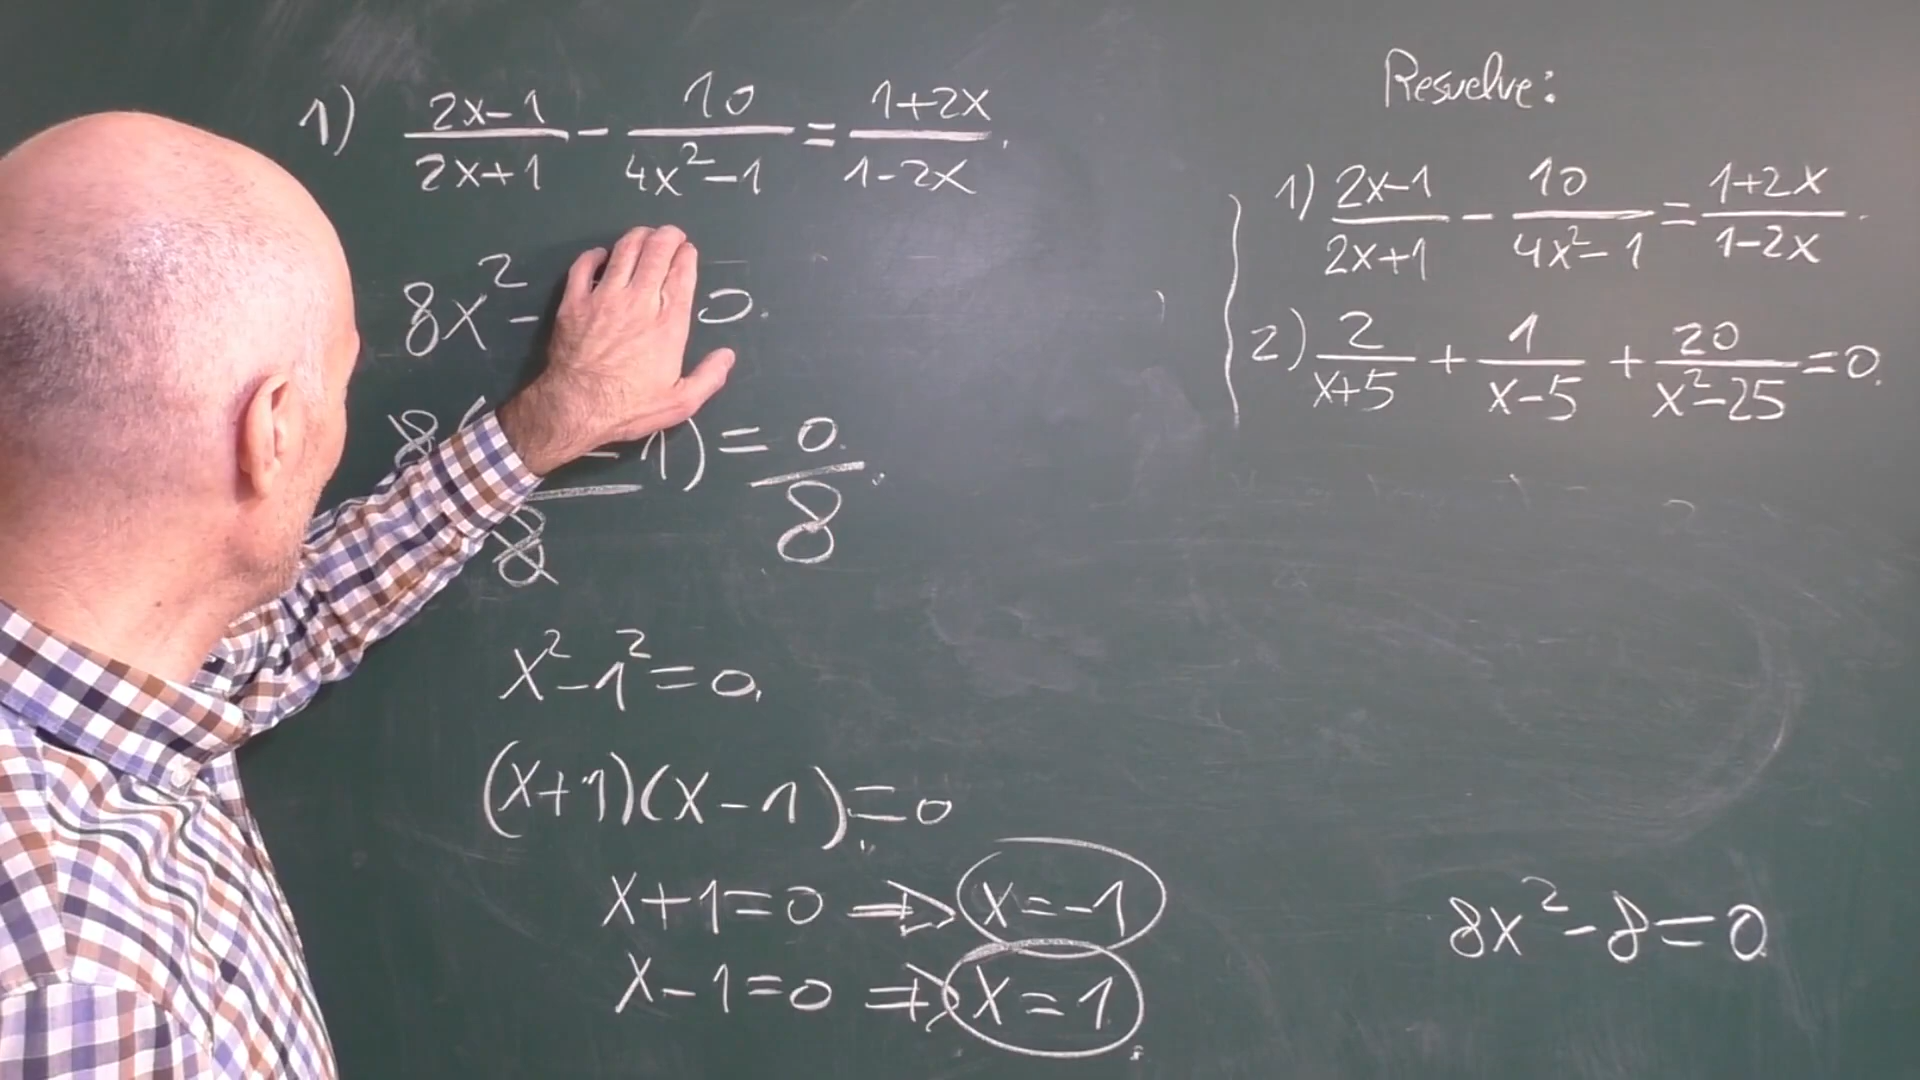 1) (2x-1)/(2x+1) - 10/(4x²-1) = (1+2x)/(1-2x).
8x² - 0.
8( - 1)/8 = 0/8.
x² - 1² = 0.
(x+1)(x-1) = 0
x+1=0 ⇒ x=-1
x-1=0 ⇒ x=1
Resuelve:
1) (2x-1)/(2x+1) - 10/(4x²-1) = (1+2x)/(1-2x).
2) 2/(x+5) + 1/(x-5) + 20/(x²-25) = 0.
8x²-8=0